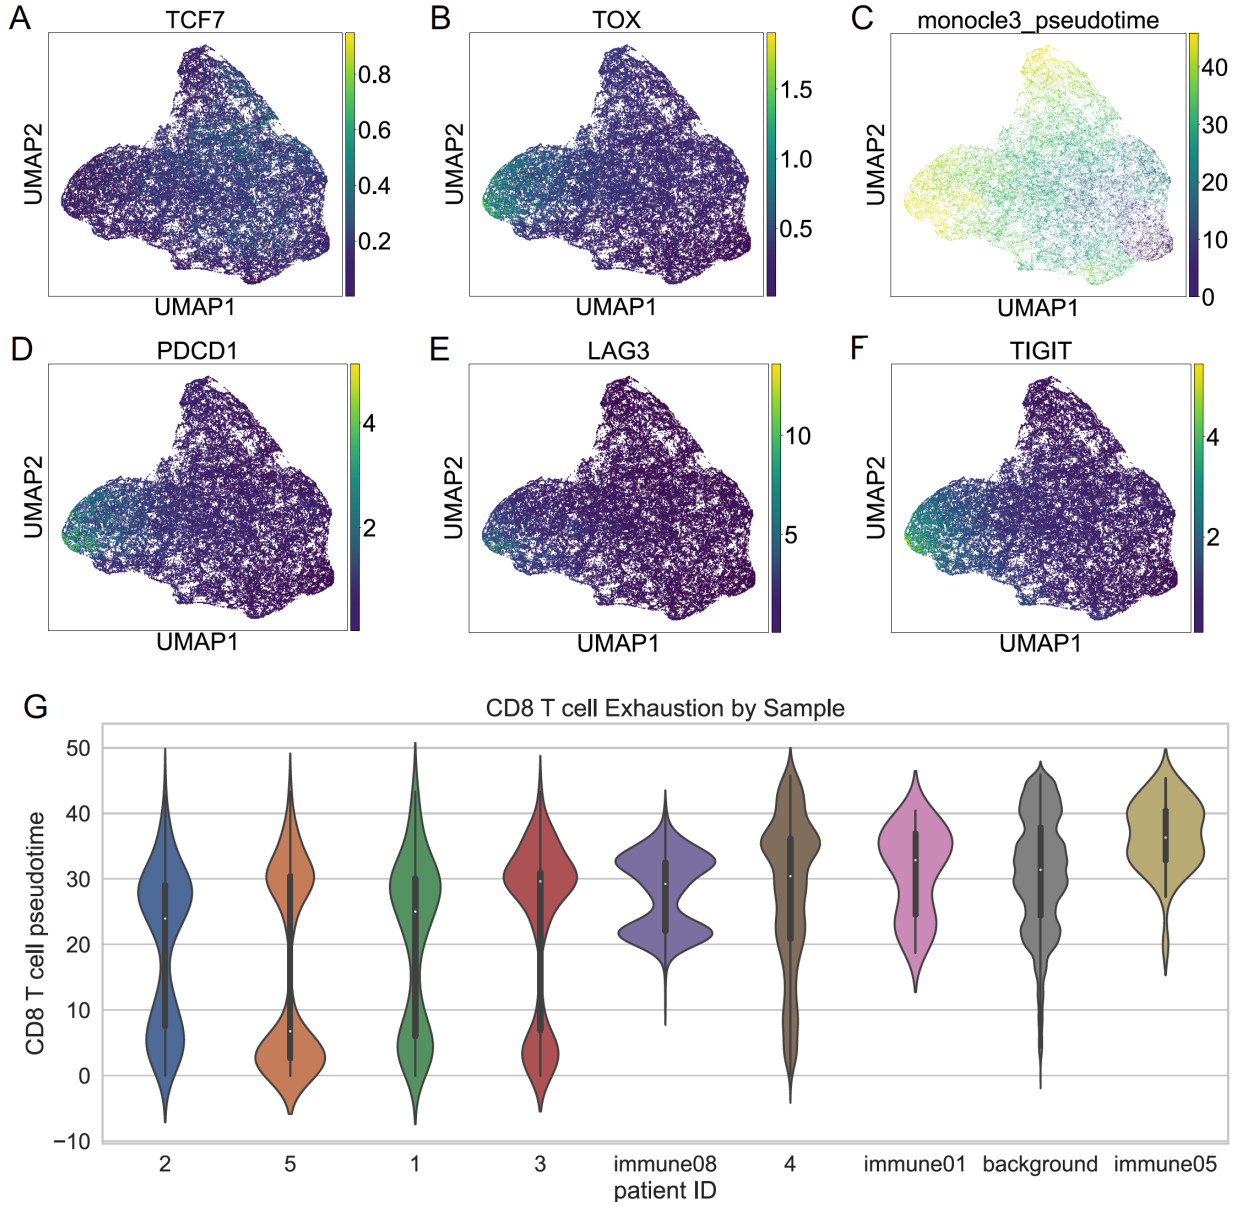 A
TCF7
UMAP2
UMAP1
0.8
0.6
0.4
0.2
B
TOX
UMAP2
UMAP1
1.5
1.0
0.5
C
monocle3_pseudotime
UMAP2
UMAP1
40
30
20
10
0
D
PDCD1
UMAP2
UMAP1
4
2
E
LAG3
UMAP2
UMAP1
10
5
F
TIGIT
UMAP2
UMAP1
4
2
G
CD8 T cell Exhaustion by Sample
CD8 T cell pseudotime
50
40
30
20
10
0
−10
2 5 1 3 immune08 4 immune01 background immune05
patient ID